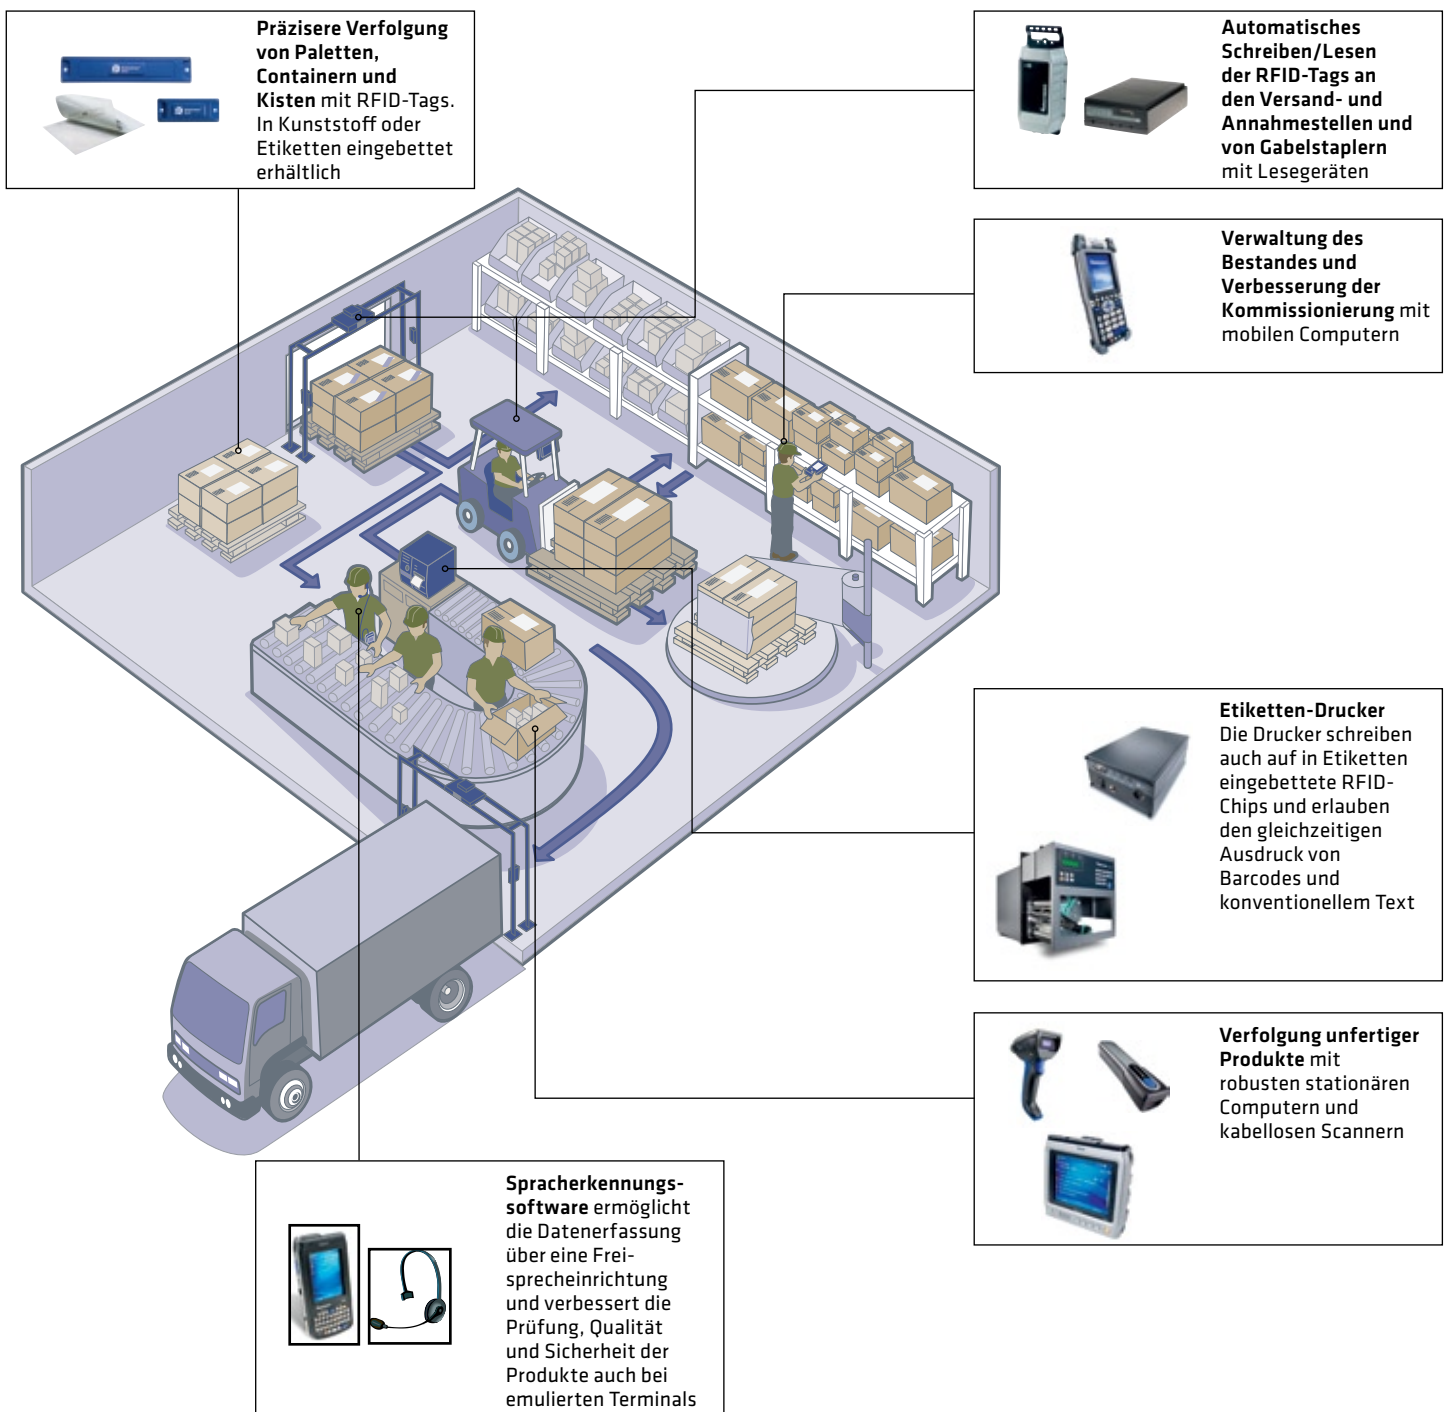 Präzisere Verfolgung
von Paletten,
Containern und
Kisten mit RFID-Tags.
In Kunststoff oder
Etiketten eingebettet
erhältlich
Automatisches
Schreiben/Lesen
der RFID-Tags an
den Versand- und
Annahmestellen und
von Gabelstaplern
mit Lesegeräten
Verwaltung des
Bestandes und
Verbesserung der
Kommissionierung mit
mobilen Computern
Etiketten-Drucker
Die Drucker schreiben
auch auf in Etiketten
eingebettete RFID-
Chips und erlauben
den gleichzeitigen
Ausdruck von
Barcodes und
konventionellem Text
Verfolgung unfertiger
Produkte mit
robusten stationären
Computern und
kabellosen Scannern
Spracherkennungs-
software ermöglicht
die Datenerfassung
über eine Frei-
sprecheinrichtung
und verbessert die
Prüfung, Qualität
und Sicherheit der
Produkte auch bei
emulierten Terminals